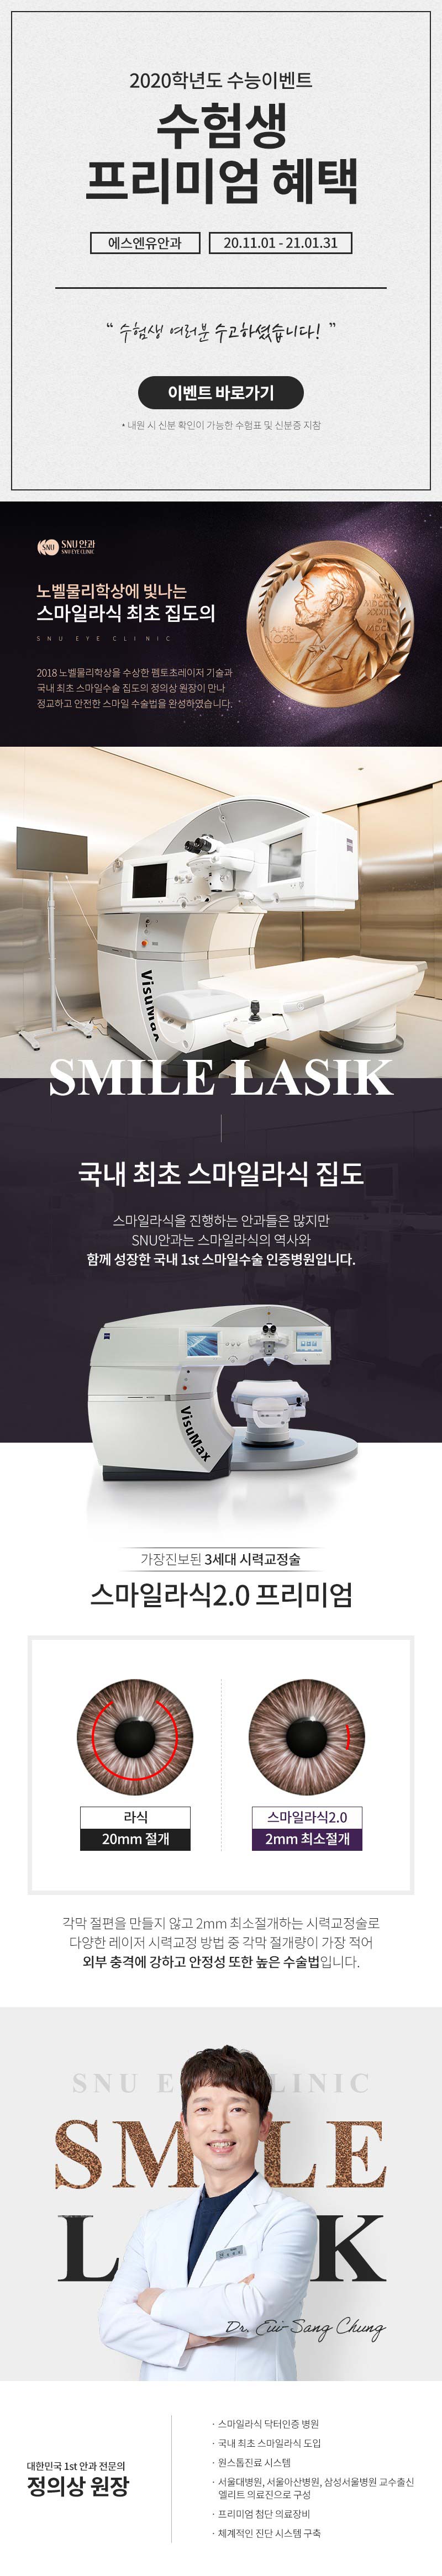 2020학년도 수능이벤트
수험생
프리미엄 혜택
에스엔유안과
20.11.01 - 21.01.31
“ 수험생 여러분 수고하셨습니다! ”
이벤트 바로가기
* 내원 시 신분 확인이 가능한 수험표 및 신분증 지참
SNU
SNU안과
SNU EYE CLINIC
노벨물리학상에 빛나는
스마일라식 최초 집도의
SNU EYE CLINIC
2018 노벨물리학상을 수상한 펨토초레이저 기술과
국내 최초 스마일수술 집도의 정의상 원장이 만나
정교하고 안전한 스마일 수술법을 완성하였습니다.
VisuMax
SMILE LASIK
국내 최초 스마일라식 집도
스마일라식을 진행하는 안과들은 많지만
SNU안과는 스마일라식의 역사와
함께 성장한 국내 1st 스마일수술 인증병원입니다.
VisuMax
가장진보된 3세대 시력교정술
스마일라식2.0 프리미엄
라식
20mm 절개
스마일라식2.0
2mm 최소절개
각막 절편을 만들지 않고 2mm 최소절개하는 시력교정술로
다양한 레이저 시력교정 방법 중 각막 절개량이 가장 적어
외부 충격에 강하고 안정성 또한 높은 수술법입니다.
SNU E LINIC
SM LE
L K
Dr. Eui-Sang Chung
대한민국 1st 안과 전문의
정의상 원장
· 스마일라식 닥터인증 병원
· 국내 최초 스마일라식 도입
· 원스톱진료 시스템
· 서울대병원, 서울아산병원, 삼성서울병원 교수출신
엘리트 의료진으로 구성
· 프리미엄 첨단 의료장비
· 체계적인 진단 시스템 구축